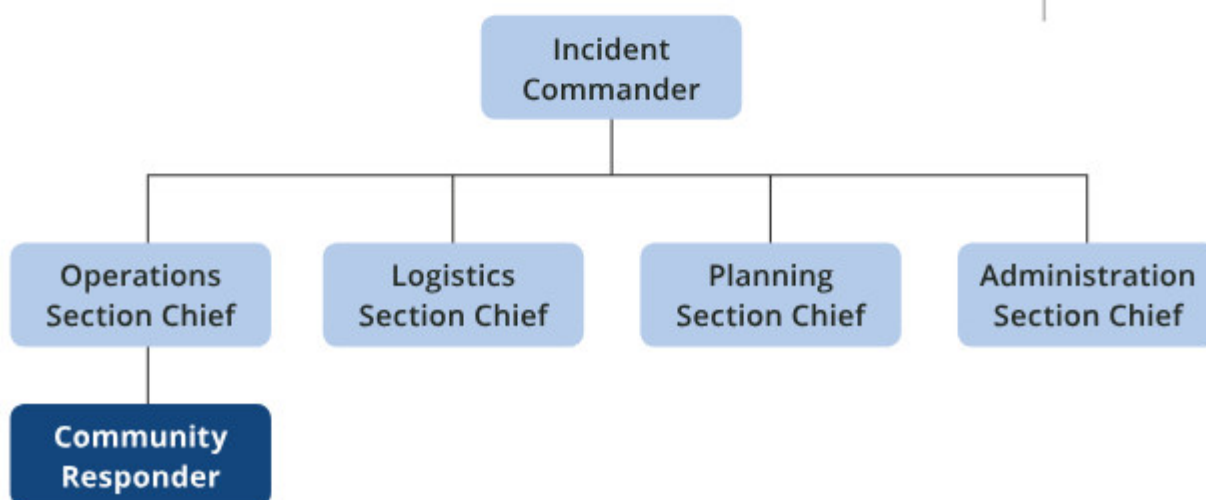 Incident
Commander
Operations
Section Chief
Logistics
Section Chief
Planning
Section Chief
Administration
Section Chief
Community
Responder